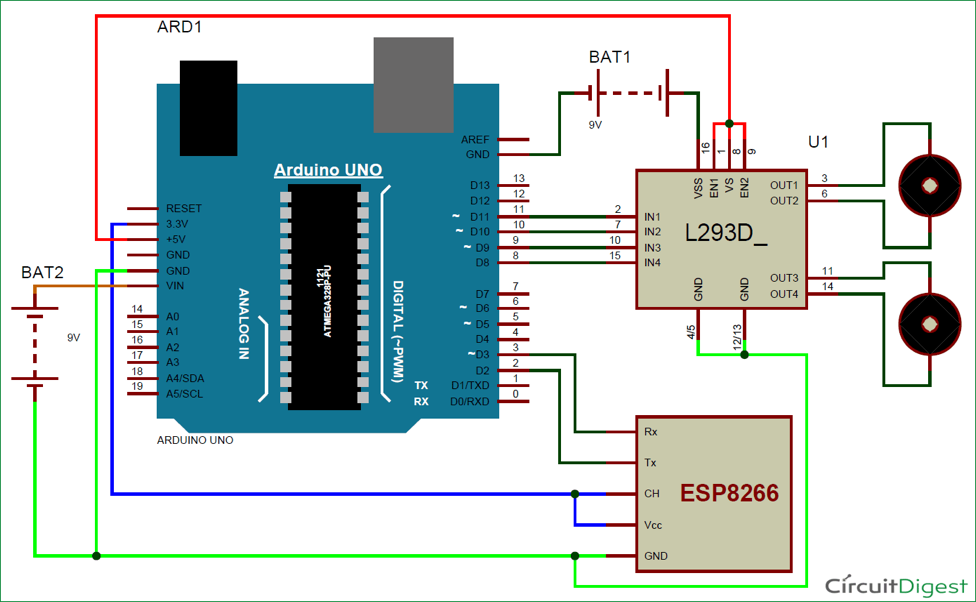 ARD1
BAT1
9V
Arduino UNO
ARDUINO UNO
1121
ATMEGA328P-PU
ANALOG IN
DIGITAL (~PWM)
TX
RX
RESET
3.3V
+5V
GND
GND
VIN
14 A0
15 A1
16 A2
17 A3
18 A4/SDA
19 A5/SCL
AREF
GND
D13 13
D12 12
~ D11 11
~ D10 10
~ D9 9
D8 8
D7 7
~ D6 6
~ D5 5
D4 4
~D3 3
D2 2
D1/TXD 1
D0/RXD 0
BAT2
9V
U1
L293D_
16 1 8 9
VSS EN1 VS EN2
2 IN1
7 IN2
10 IN3
15 IN4
OUT1 3
OUT2 6
OUT3 11
OUT4 14
GND GND
4/5 12/13
ESP8266
Rx
Tx
CH
Vcc
GND
CircuitDigest